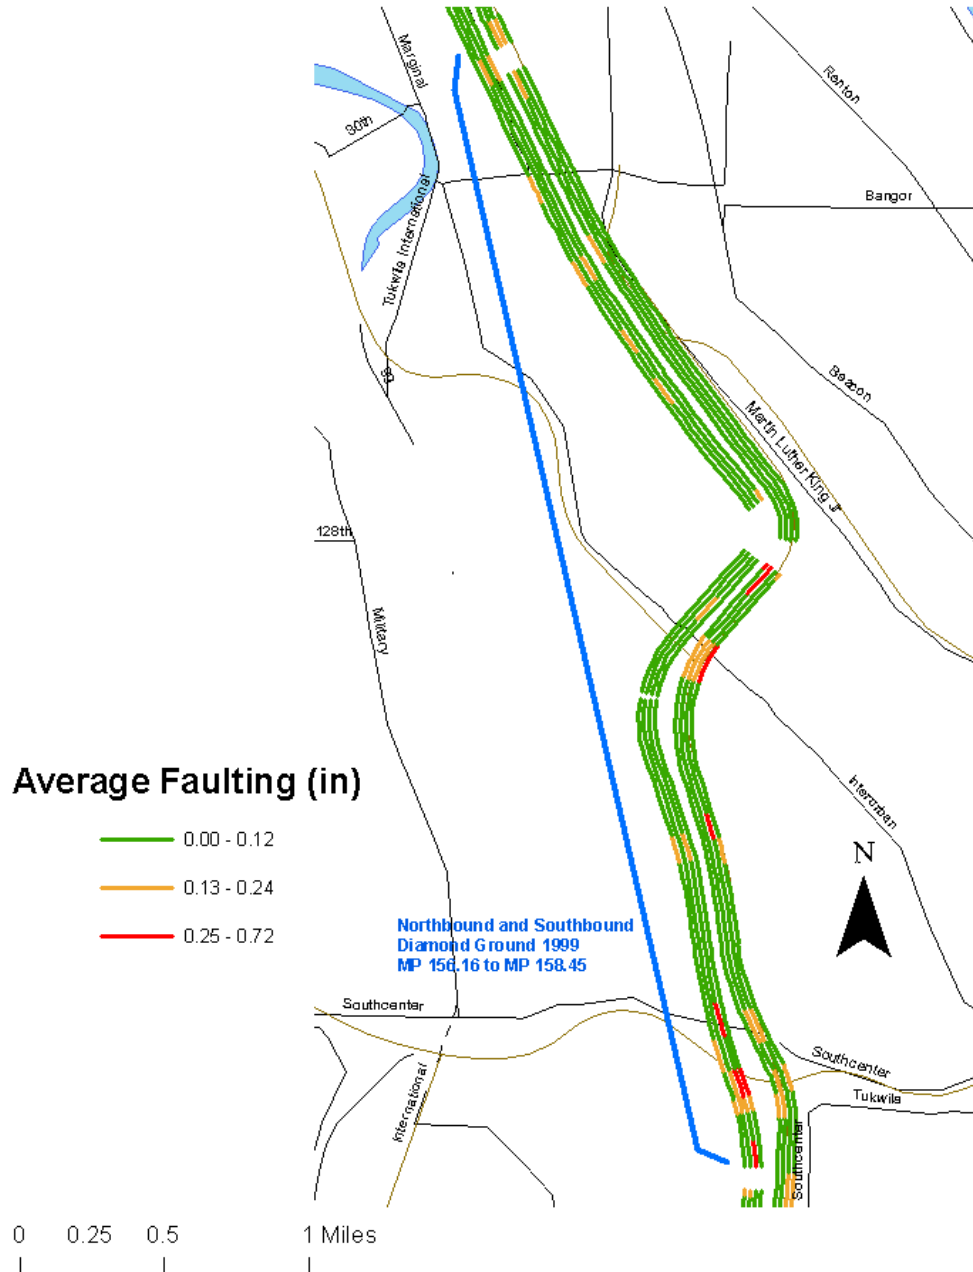 Marginal
30th
Renton
Tukwila International
Bangor
Beacon
Martin Luther King Jr
128th
Military
Average Faulting (in)
0.00 - 0.12
0.13 - 0.24
0.25 - 0.72
Interurban
N
Northbound and Southbound
Diamond Ground 1999
MP 156.16 to MP 158.45
Southcenter
Southcenter
Tukwila
International
Southcenter
0 0.25 0.5 1 Miles